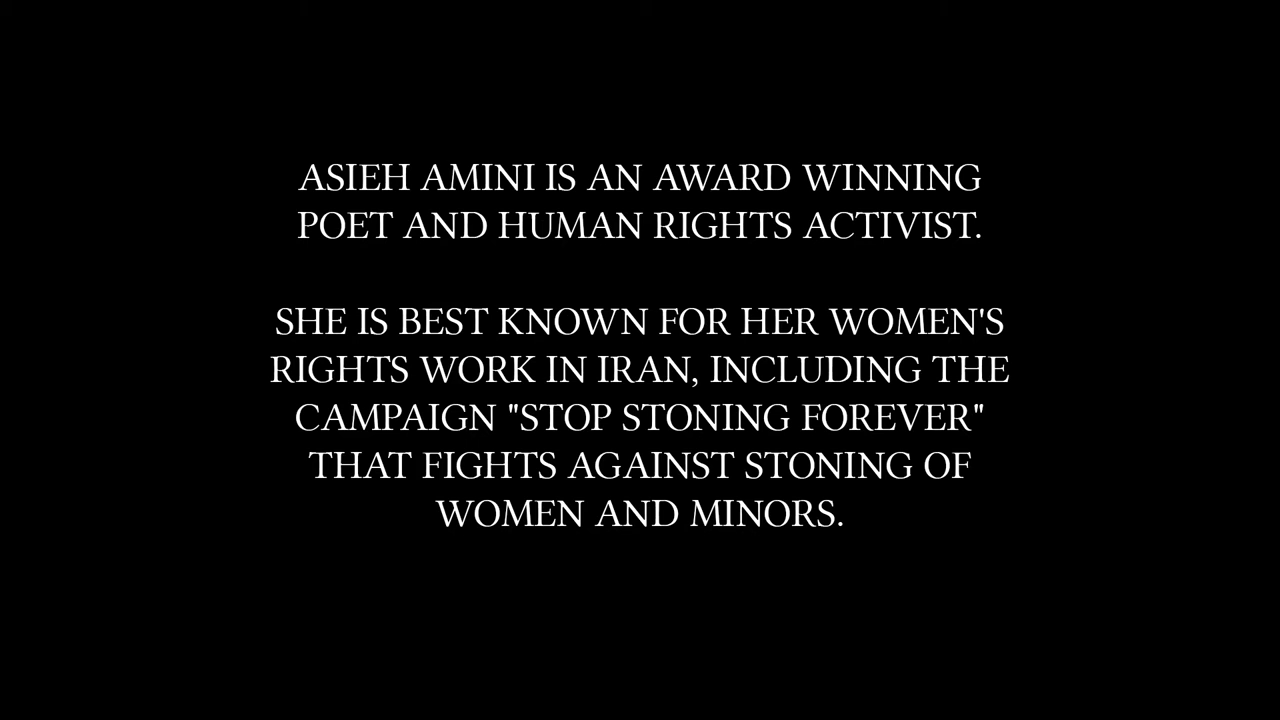 ASIEH AMINI IS AN AWARD WINNING
POET AND HUMAN RIGHTS ACTIVIST.
SHE IS BEST KNOWN FOR HER WOMEN'S
RIGHTS WORK IN IRAN, INCLUDING THE
CAMPAIGN "STOP STONING FOREVER"
THAT FIGHTS AGAINST STONING OF
WOMEN AND MINORS.